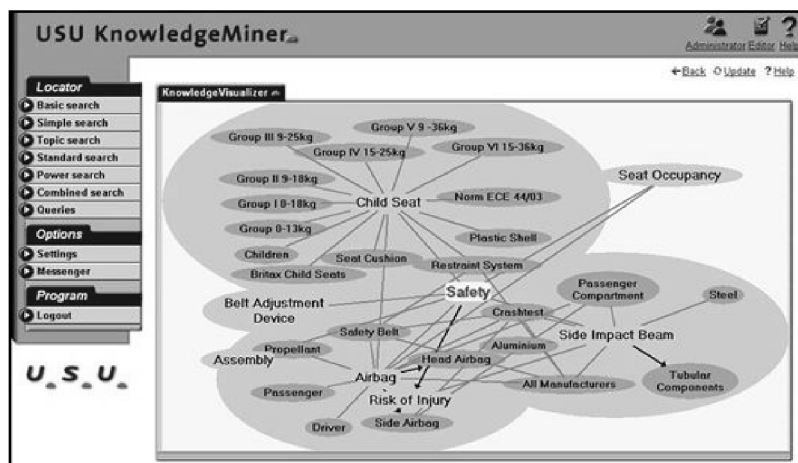 USU KnowledgeMiner
Administrator Editor Help
Back Update ? Help
Locator
Basic search
Simple search
Topic search
Standard search
Power search
Combined search
Queries
Options
Settings
Messenger
Program
Logout
U_S_U_
KnowledgeVisualizer
Group V 9 -36kg
Group III 9-25kg
Group IV 15-25kg
Group VI 15-36kg
Group II 9-18kg
Seat Occupancy
Child Seat
Norm ECE 44/03
Group I 0-18kg
Group 0-13kg
Plastic Shell
Children
Seat Cushion
Restraint System
Britax Child Seats
Passenger
Compartment
Safety
Steel
Belt Adjustment
Device
Crashtest
Safety Belt
Side Impact Beam
Propellant
Aluminium
Assembly
Head Airbag
Airbag
Tubular
Components
All Manufacturers
Passenger
Risk of Injury
Side Airbag
Driver